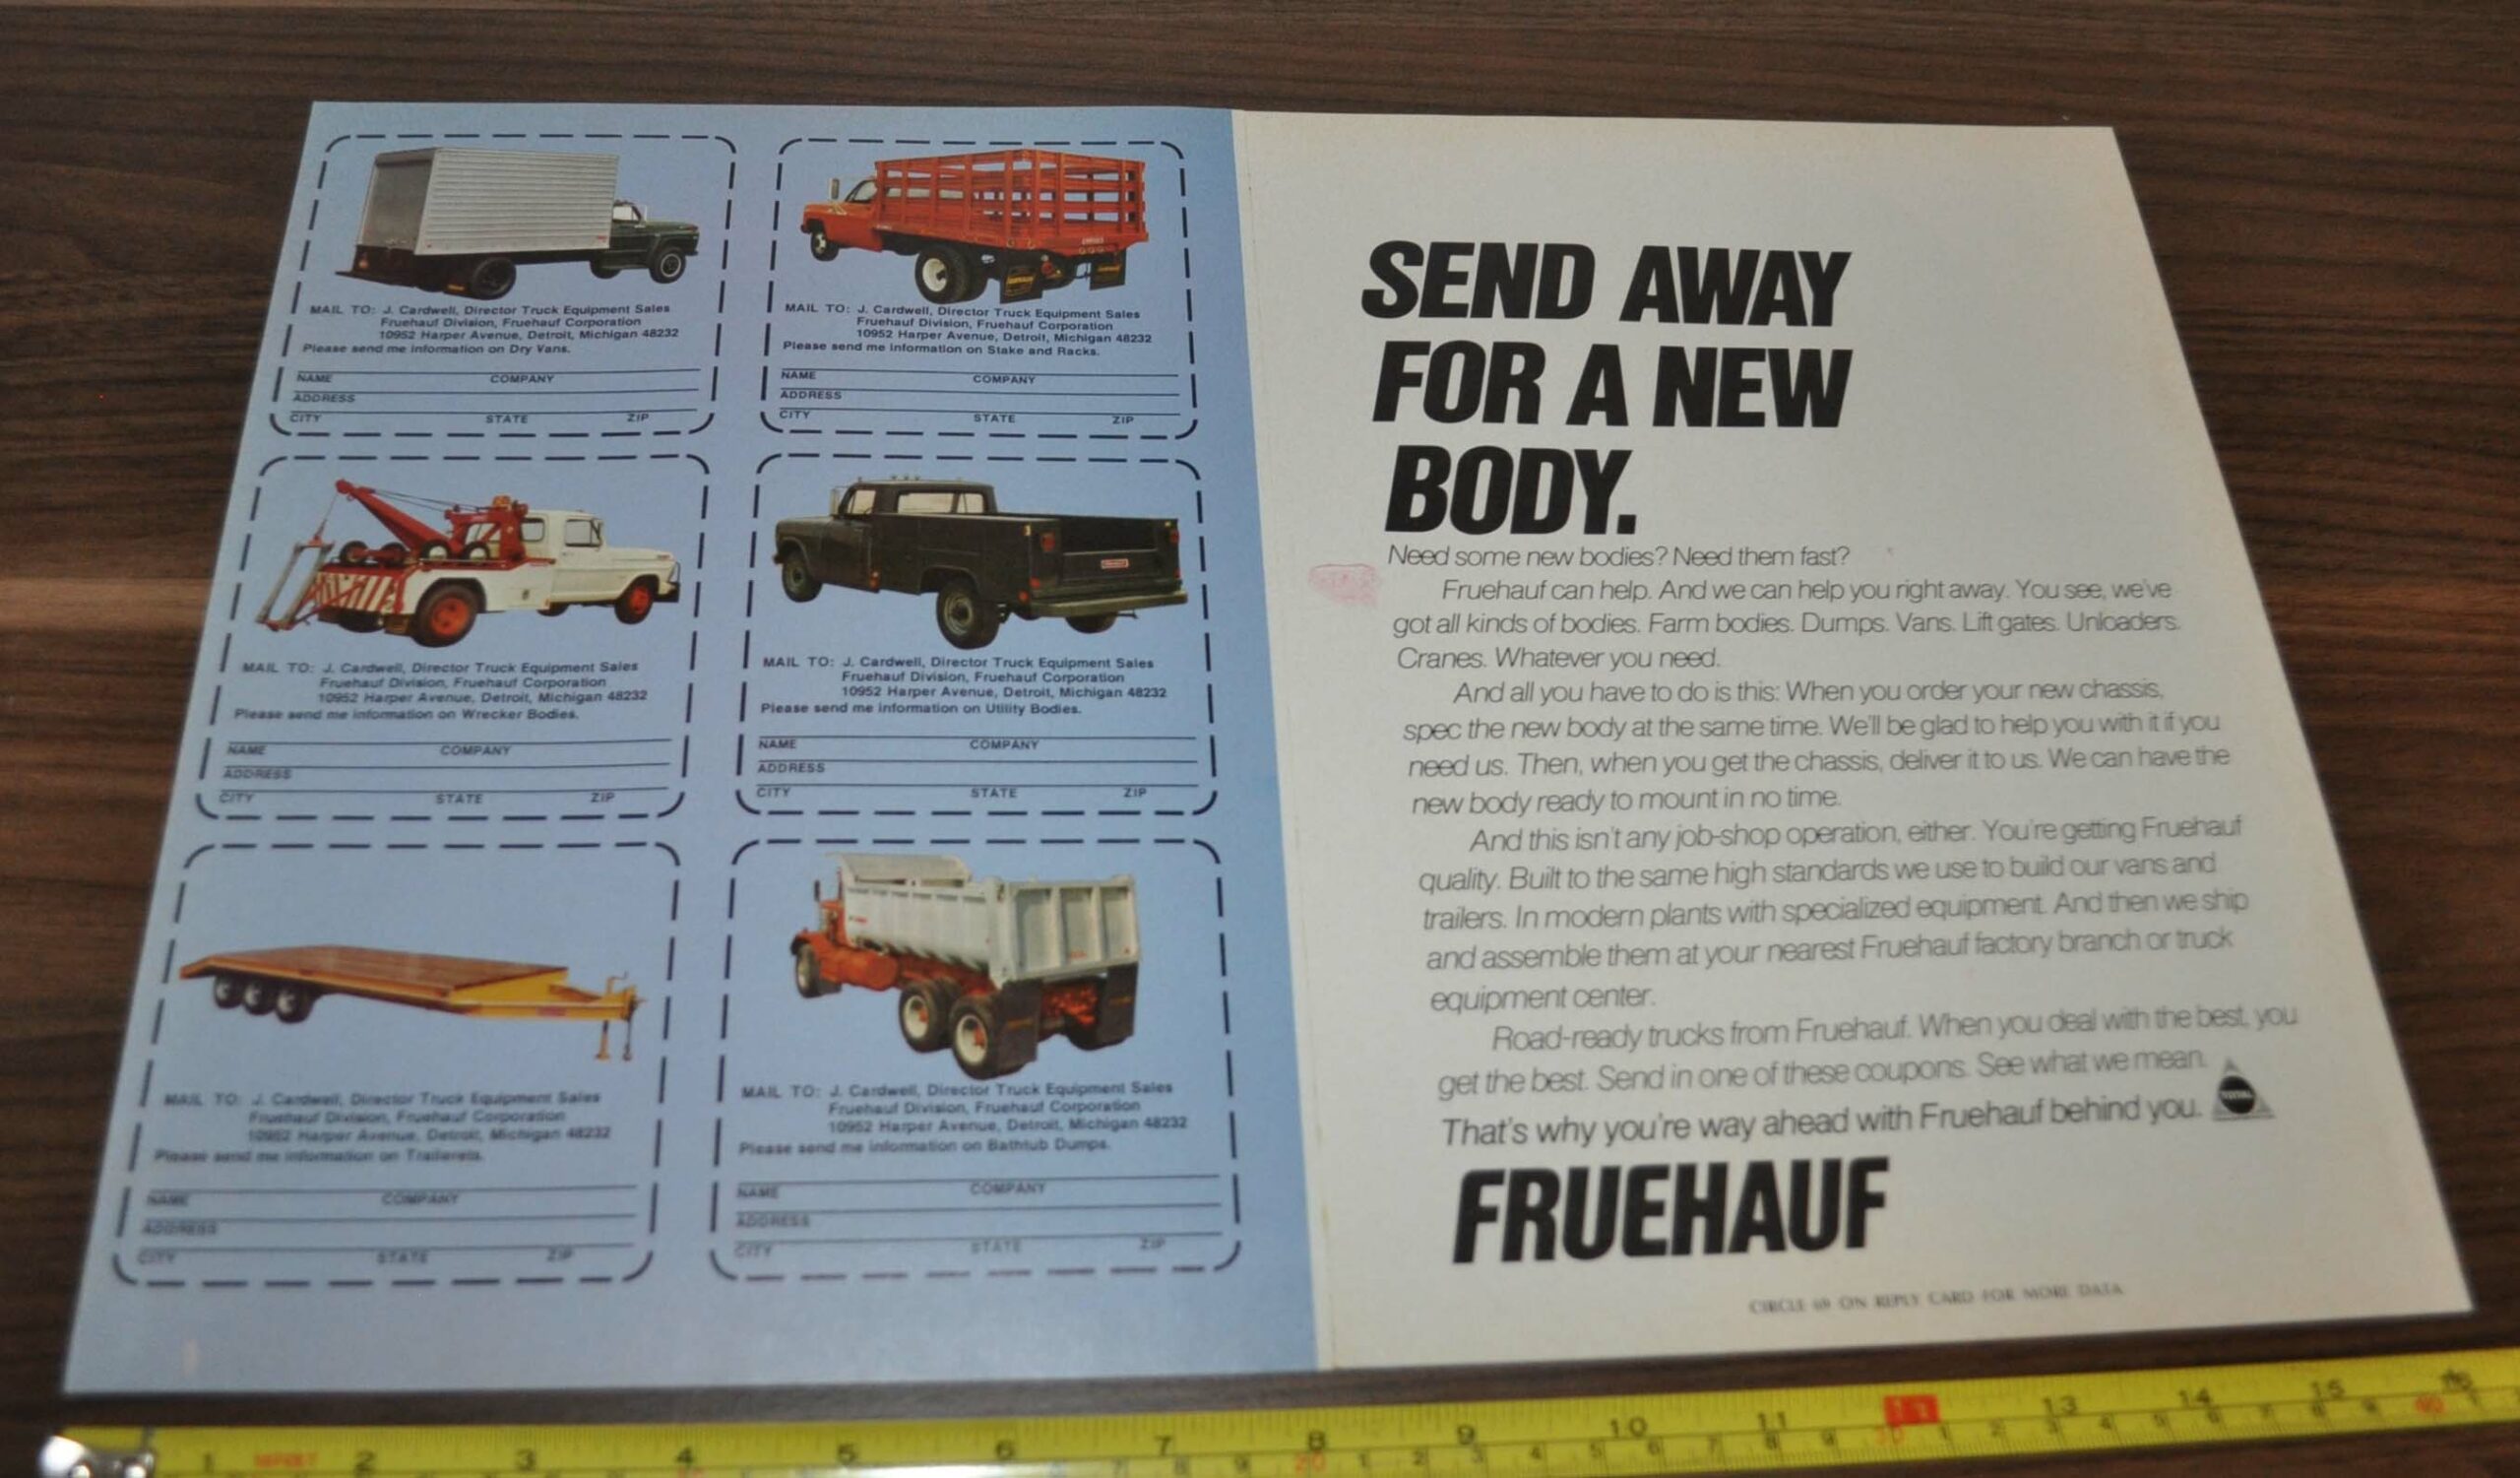 MAIL TO: J. Cardwell, Director Truck Equipment Sales
Fruehauf Division, Fruehauf Corporation
10952 Harper Avenue, Detroit, Michigan 48232
Please send me information on Dry Vans.
NAME COMPANY
ADDRESS
CITY STATE ZIP
MAIL TO: J. Cardwell, Director Truck Equipment Sales
Fruehauf Division, Fruehauf Corporation
10952 Harper Avenue, Detroit, Michigan 48232
Please send me information on Stake and Racks.
NAME COMPANY
ADDRESS
CITY STATE ZIP
MAIL TO: J. Cardwell, Director Truck Equipment Sales
Fruehauf Division, Fruehauf Corporation
10952 Harper Avenue, Detroit, Michigan 48232
Please send me information on Wrecker Bodies.
NAME COMPANY
ADDRESS
CITY STATE ZIP
MAIL TO: J. Cardwell, Director Truck Equipment Sales
Fruehauf Division, Fruehauf Corporation
10952 Harper Avenue, Detroit, Michigan 48232
Please send me information on Utility Bodies.
NAME COMPANY
ADDRESS
CITY STATE ZIP
MAIL TO: J. Cardwell, Director Truck Equipment Sales
Fruehauf Division, Fruehauf Corporation
10952 Harper Avenue, Detroit, Michigan 48232
Please send me information on
NAME COMPANY
ADDRESS
CITY STATE ZIP
MAIL TO: J. Cardwell, Director Truck Equipment Sales
Fruehauf Division, Fruehauf Corporation
10952 Harper Avenue, Detroit, Michigan 48232
Please send me information on Bathtub Dumps.
NAME COMPANY
ADDRESS
CITY STATE ZIP
SEND AWAY
FOR A NEW
BODY.
Need some new bodies? Need them fast?
Fruehauf can help. And we can help you right away. You see, we've
got all kinds of bodies. Farm bodies. Dumps. Vans. Lift gates. Unloaders.
Cranes. Whatever you need.
And all you have to do is this: When you order your new chassis,
spec the new body at the same time. We'll be glad to help you with it if you
need us. Then, when you get the chassis, deliver it to us. We can have the
new body ready to mount in no time.
And this isn't any job-shop operation, either. You're getting Fruehauf
quality. Built to the same high standards we use to build our vans and
trailers. In modern plants with specialized equipment. And then we ship
and assemble them at your nearest Fruehauf factory branch or truck
equipment center.
Road-ready trucks from Fruehauf. When you deal with the best, you
get the best. Send in one of these coupons. See what we mean.
That's why you're way ahead with Fruehauf behind you.
FRUEHAUF
CIRCLE 69 ON REPLY CARD FOR MORE DATA
1 2 3 4 5 6 7 8 9 10 11 13 14 15